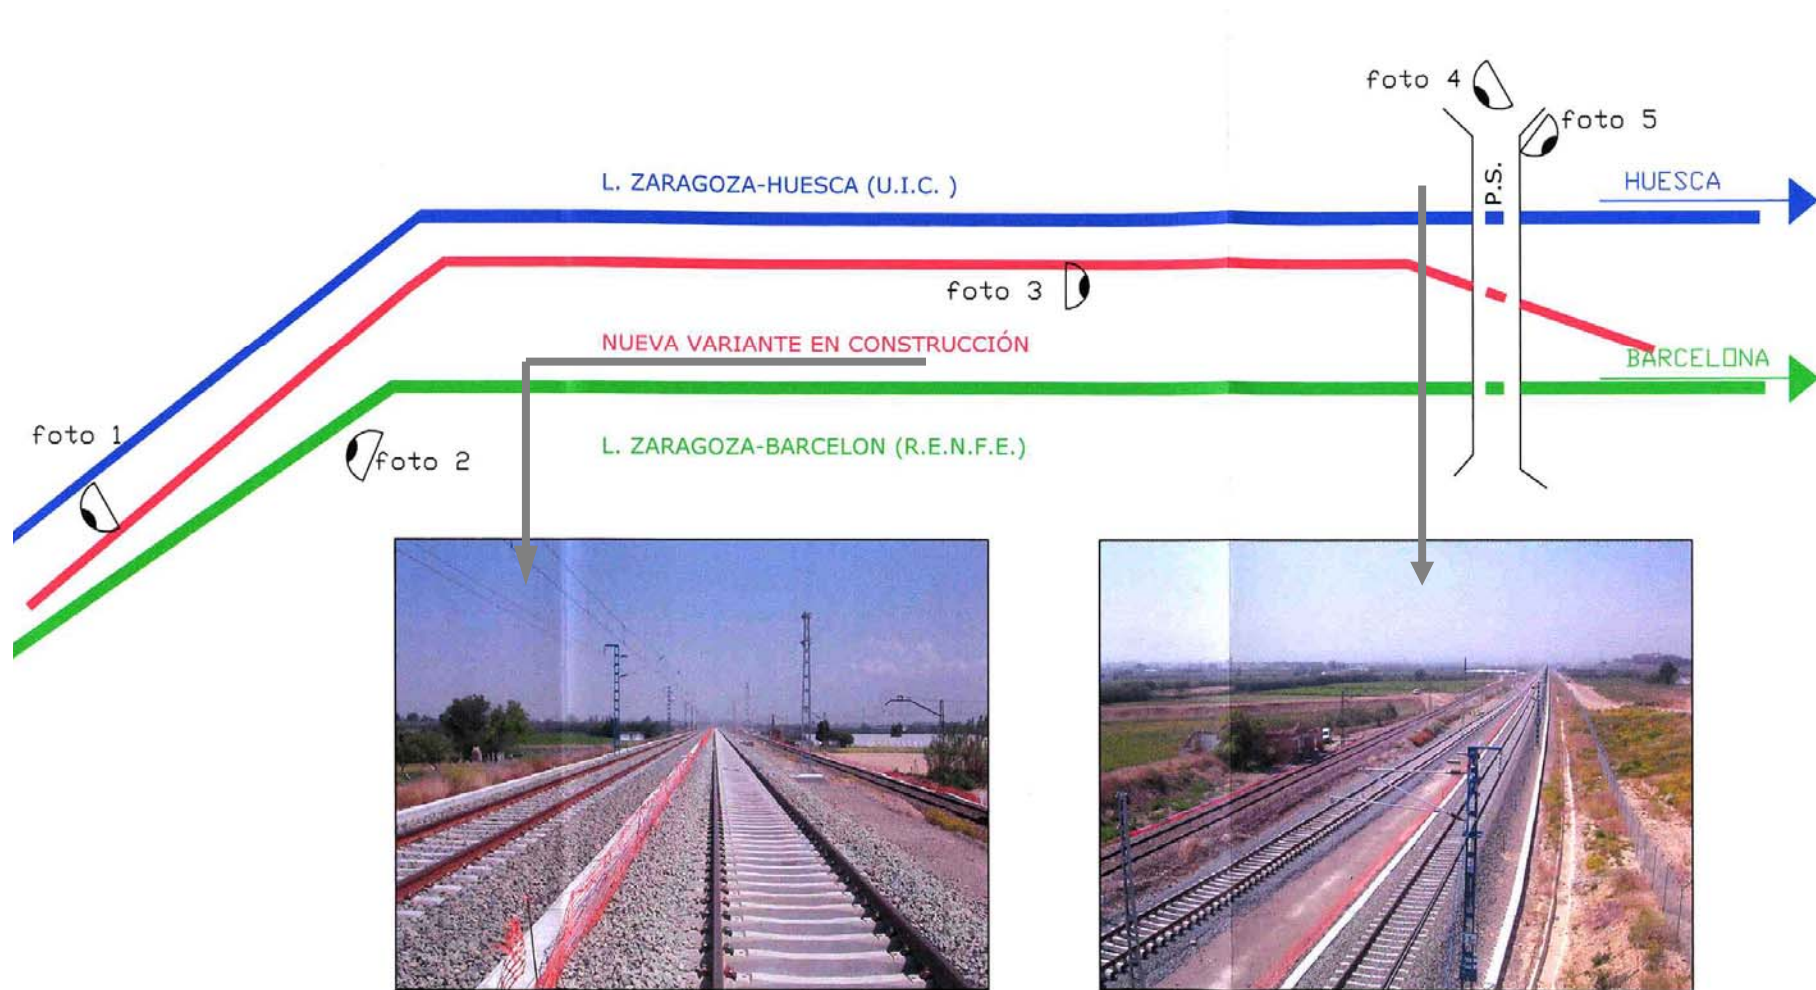 foto 4
foto 5
L. ZARAGOZA-HUESCA (U.I.C. )
P.S.
HUESCA
foto 3
NUEVA VARIANTE EN CONSTRUCCIÓN
BARCELONA
foto 1
foto 2
L. ZARAGOZA-BARCELON (R.E.N.F.E.)